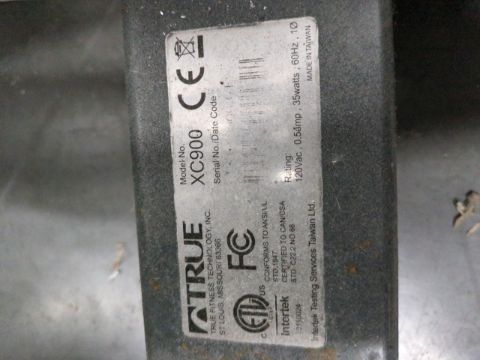 TRUE
TRUE FITNESS TECHNOLOGY, INC.
ST LOUIS, MISSOURI 63366
Model No.
XC900
Serial No./Date Code
CE
FC
ETL
C US
Intertek
CONFORMS TO ANSI/UL
STD. 1647
CERTIFIED TO CAN/CSA
STD. C22.2 NO. 68
Intertek Testing Services Taiwan Ltd.
Rating:
120Vac, 0.5Amp, 35watts, 60Hz, 1Ø
MADE IN TAIWAN